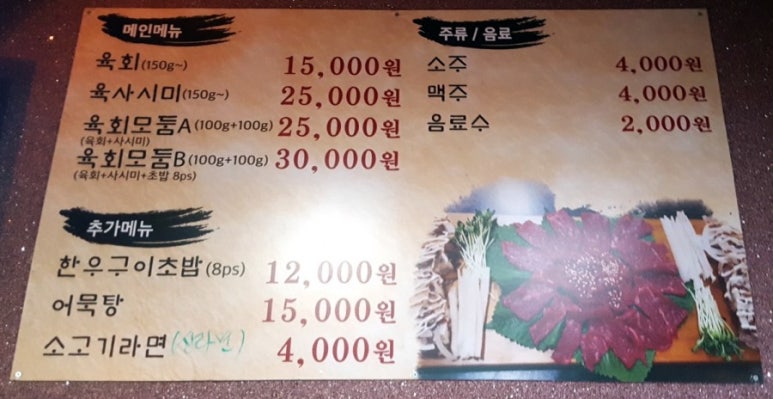 메인메뉴
육회(150g~) 15,000원
육사시미(150g~) 25,000원
육회모둠A(100g+100g) 25,000원
(육회+사시미)
육회모둠B(100g+100g) 30,000원
(육회+사시미+초밥 8ps)
추가메뉴
한우구이초밥(8ps) 12,000원
어묵탕 15,000원
소고기라면(신라면) 4,000원
주류 / 음료
소주 4,000원
맥주 4,000원
음료수 2,000원